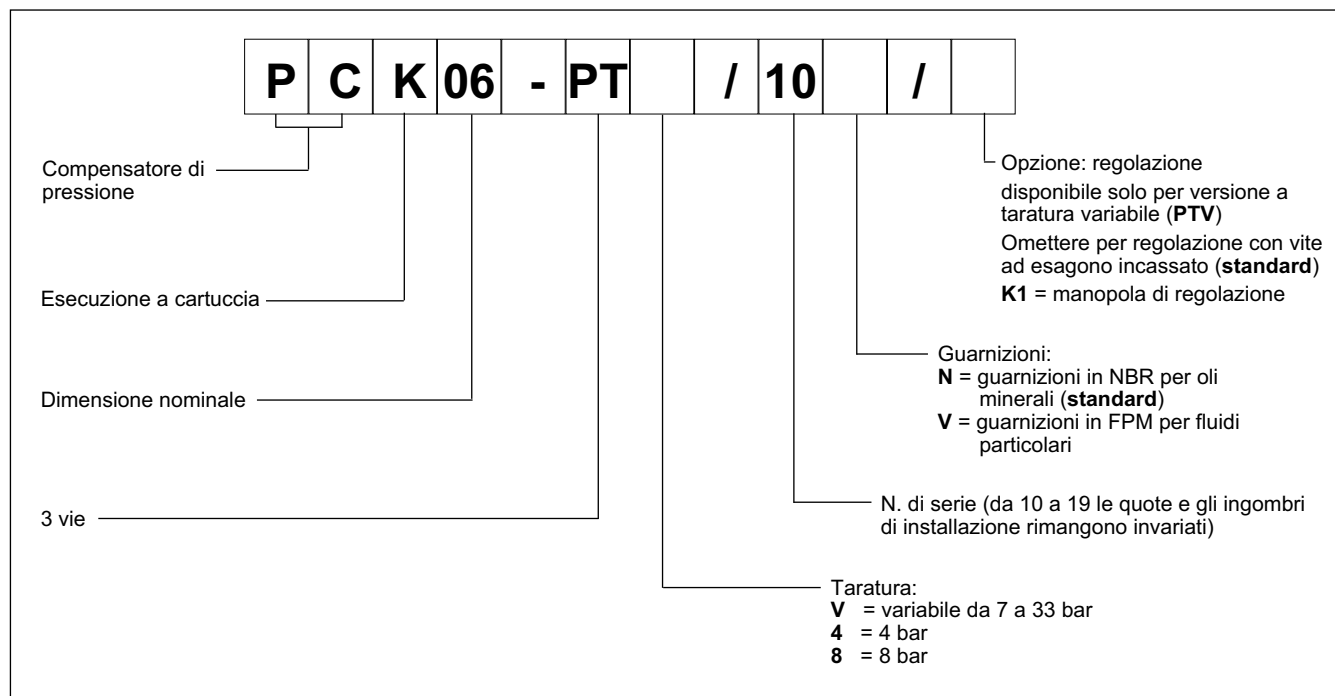 P C K 06 - PT / 10 /
Compensatore di
pressione
Esecuzione a cartuccia
Dimensione nominale
3 vie
Opzione: regolazione
disponibile solo per versione a
taratura variabile (PTV)
Omettere per regolazione con vite
ad esagono incassato (standard)
K1 = manopola di regolazione
Guarnizioni:
N = guarnizioni in NBR per oli
minerali (standard)
V = guarnizioni in FPM per fluidi
particolari
N. di serie (da 10 a 19 le quote e gli ingombri
di installazione rimangono invariati)
Taratura:
V = variabile da 7 a 33 bar
4 = 4 bar
8 = 8 bar